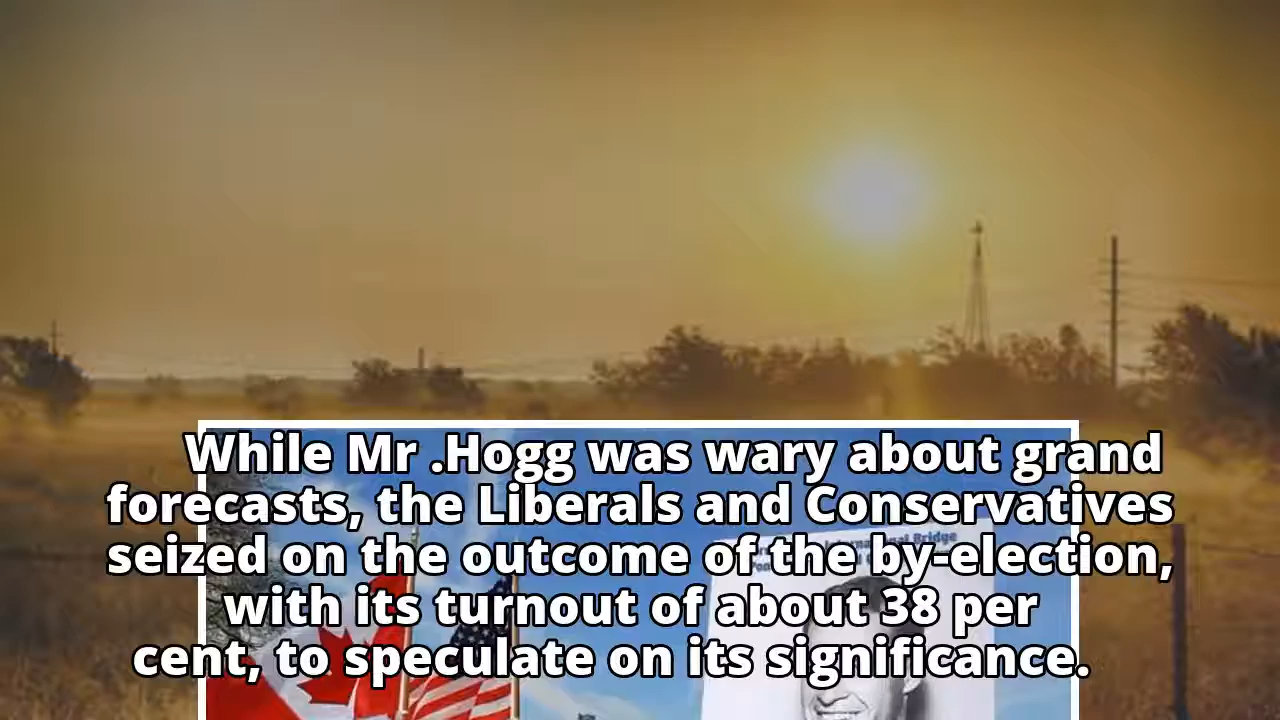 While Mr .Hogg was wary about grand
forecasts, the Liberals and Conservatives
seized on the outcome of the by-election,
with its turnout of about 38 per
cent, to speculate on its significance.
Bridge